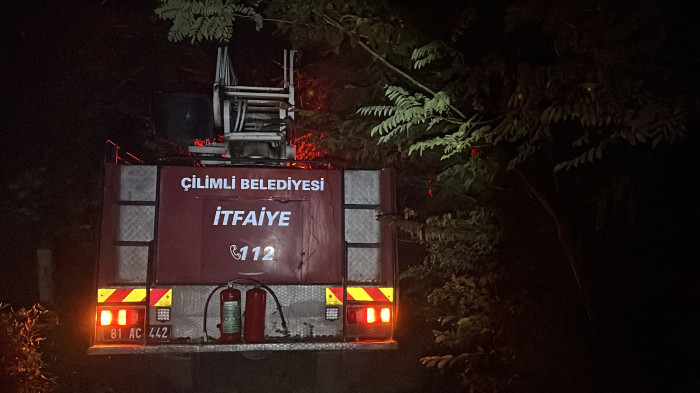 ÇİLİMLİ BELEDİYESİ
İTFAİYE
112
81 AC 442